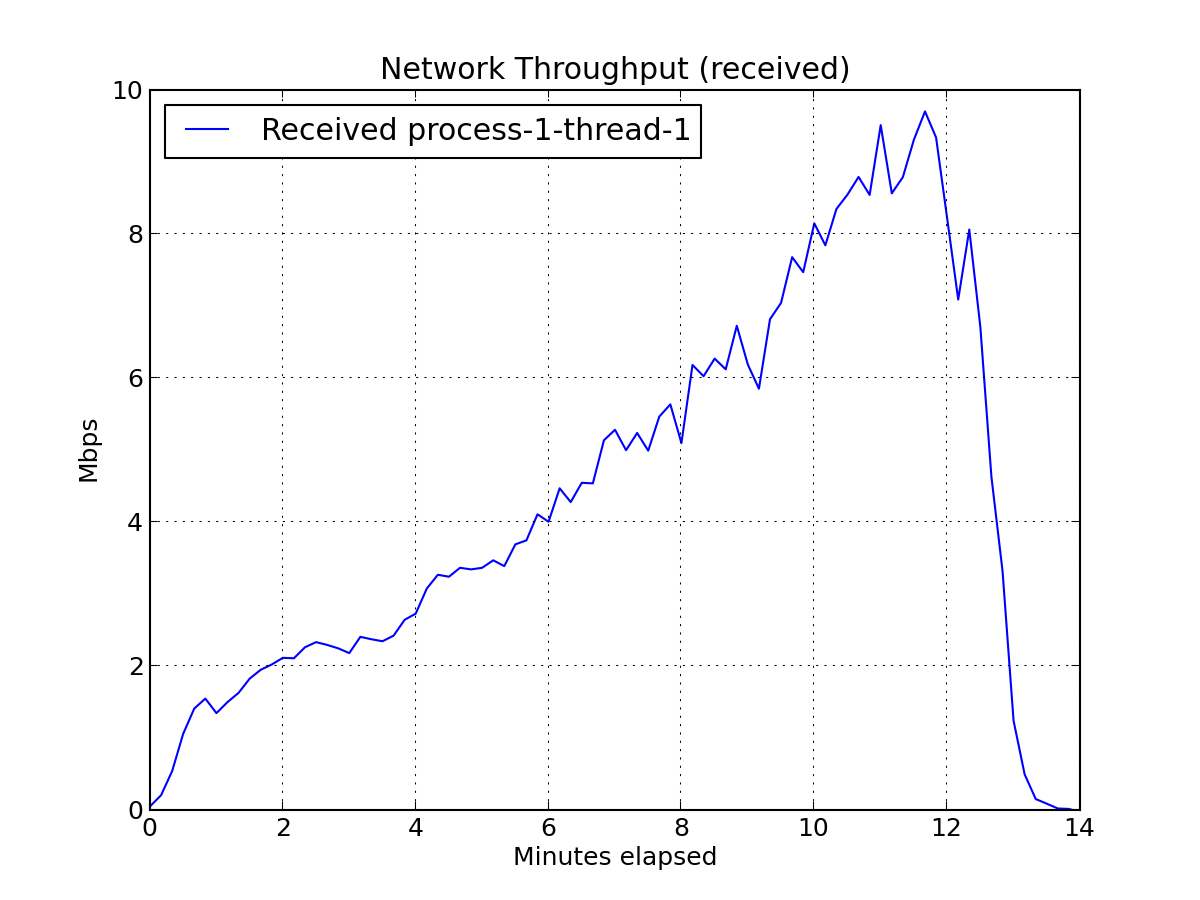 Network Throughput (received)
Received process-1-thread-1
10
8
6
4
2
0
Mbps
0 2 4 6 8 10 12 14
Minutes elapsed